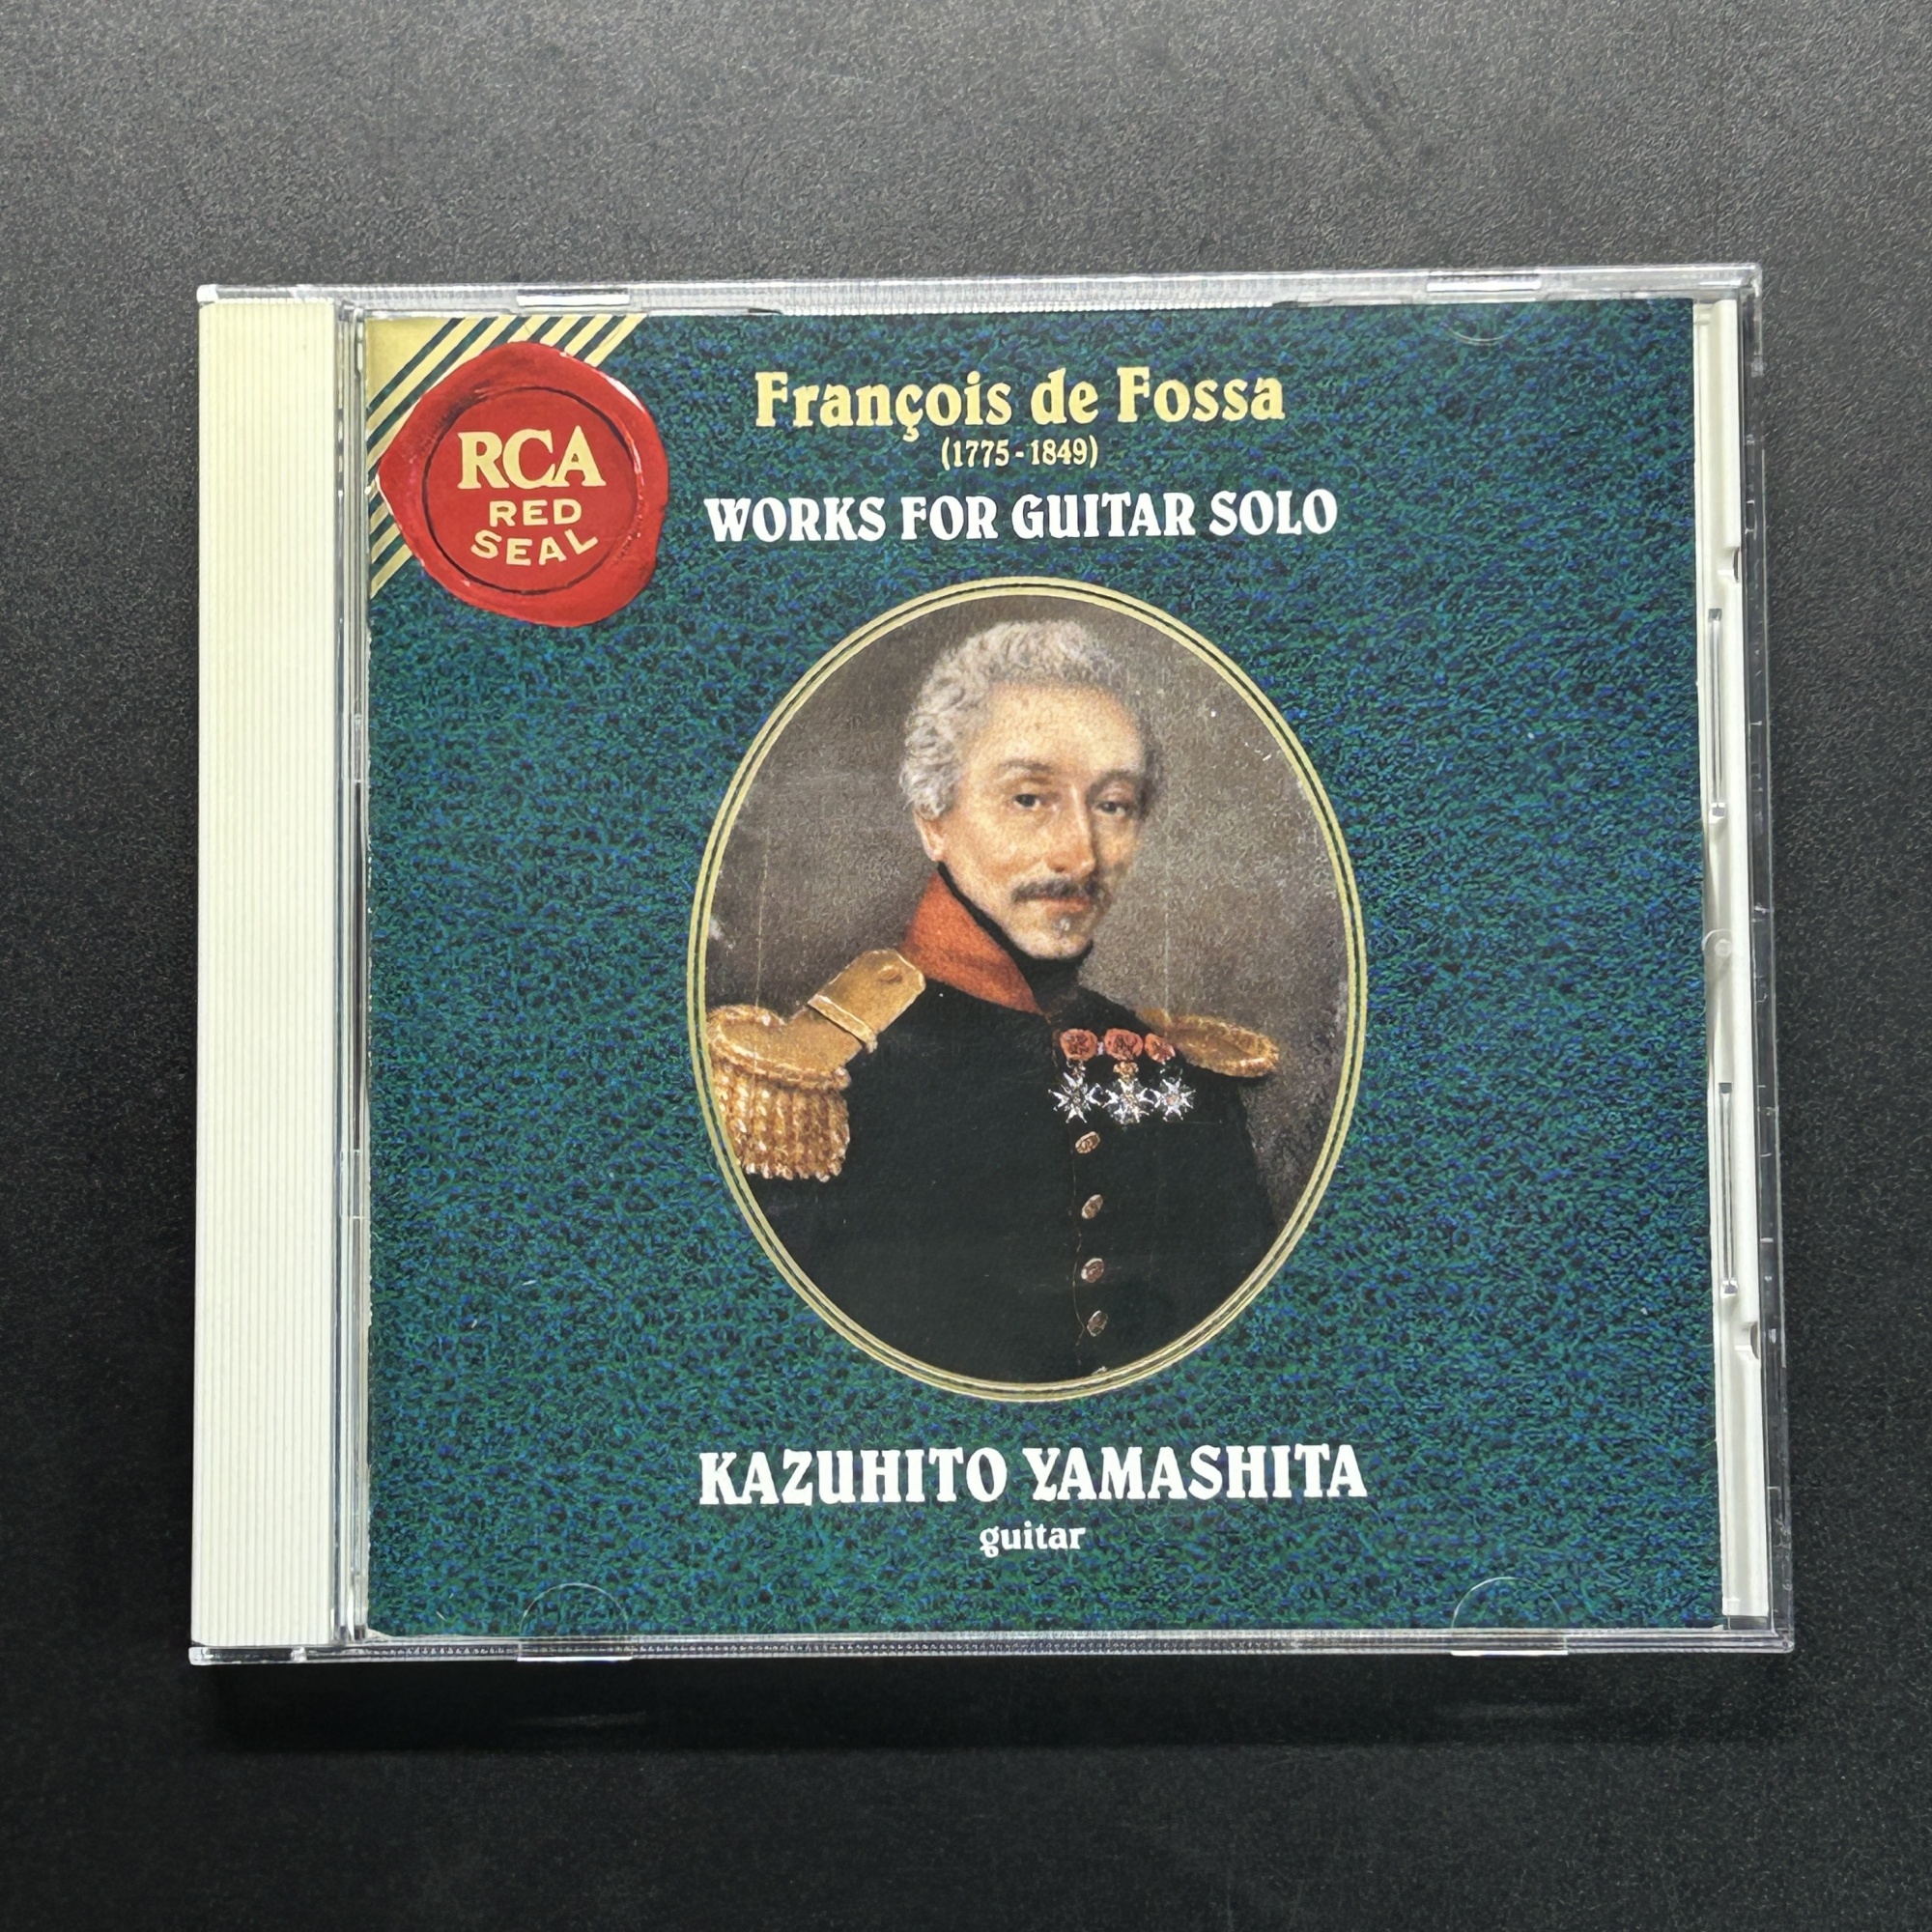 RCA
RED
SEAL
François de Fossa
(1775-1849)
WORKS FOR GUITAR SOLO
KAZUHITO YAMASHITA
guitar